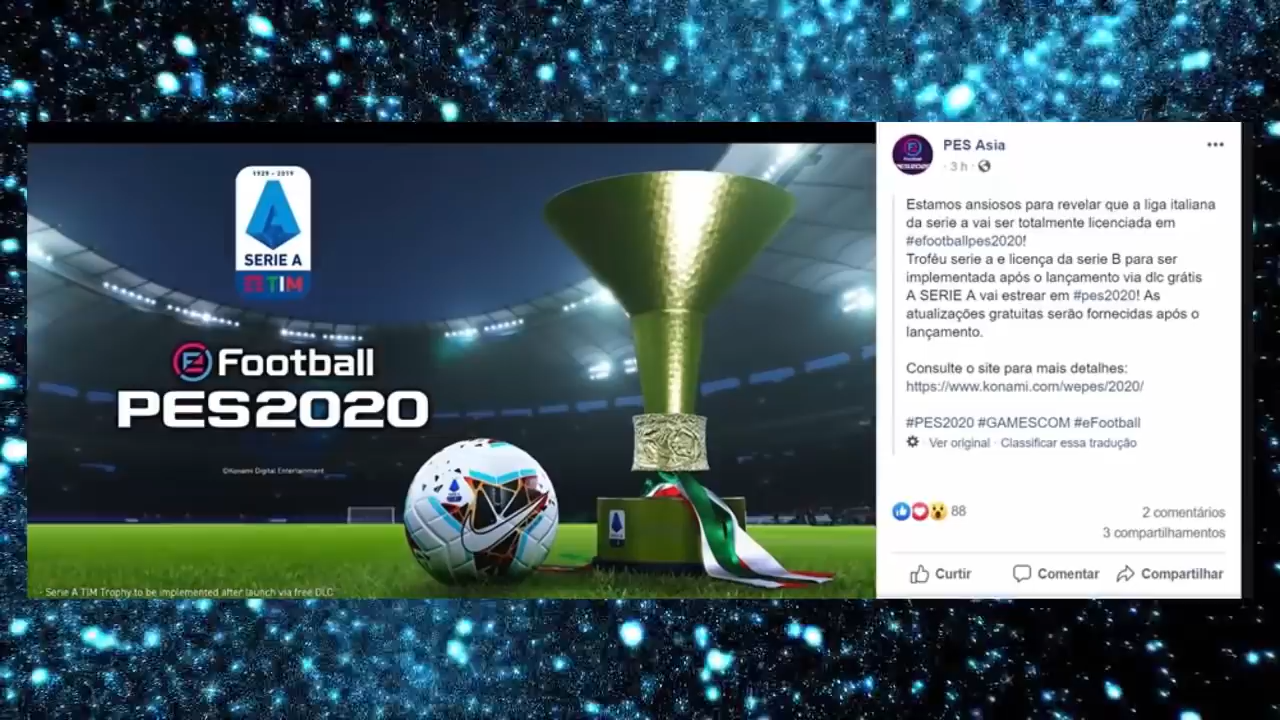 1929 - 2019
SERIE A
TIM
eFootball
PES2020
©Konami Digital Entertainment
- Serie A TIM Trophy to be implemented after launch via free DLC
PES Asia
· 3 h ·
Estamos ansiosos para revelar que a liga italiana
da serie a vai ser totalmente licenciada em
#efootballpes2020!
Troféu serie a e licença da serie B para ser
implementada após o lançamento via dlc grátis
A SERIE A vai estrear em #pes2020! As
atualizações gratuitas serão fornecidas após o
lançamento.
Consulte o site para mais detalhes:
https://www.konami.com/wepes/2020/
#PES2020 #GAMESCOM #eFootball
Ver original · Classificar essa tradução
88
2 comentários
3 compartilhamentos
Curtir
Comentar
Compartilhar